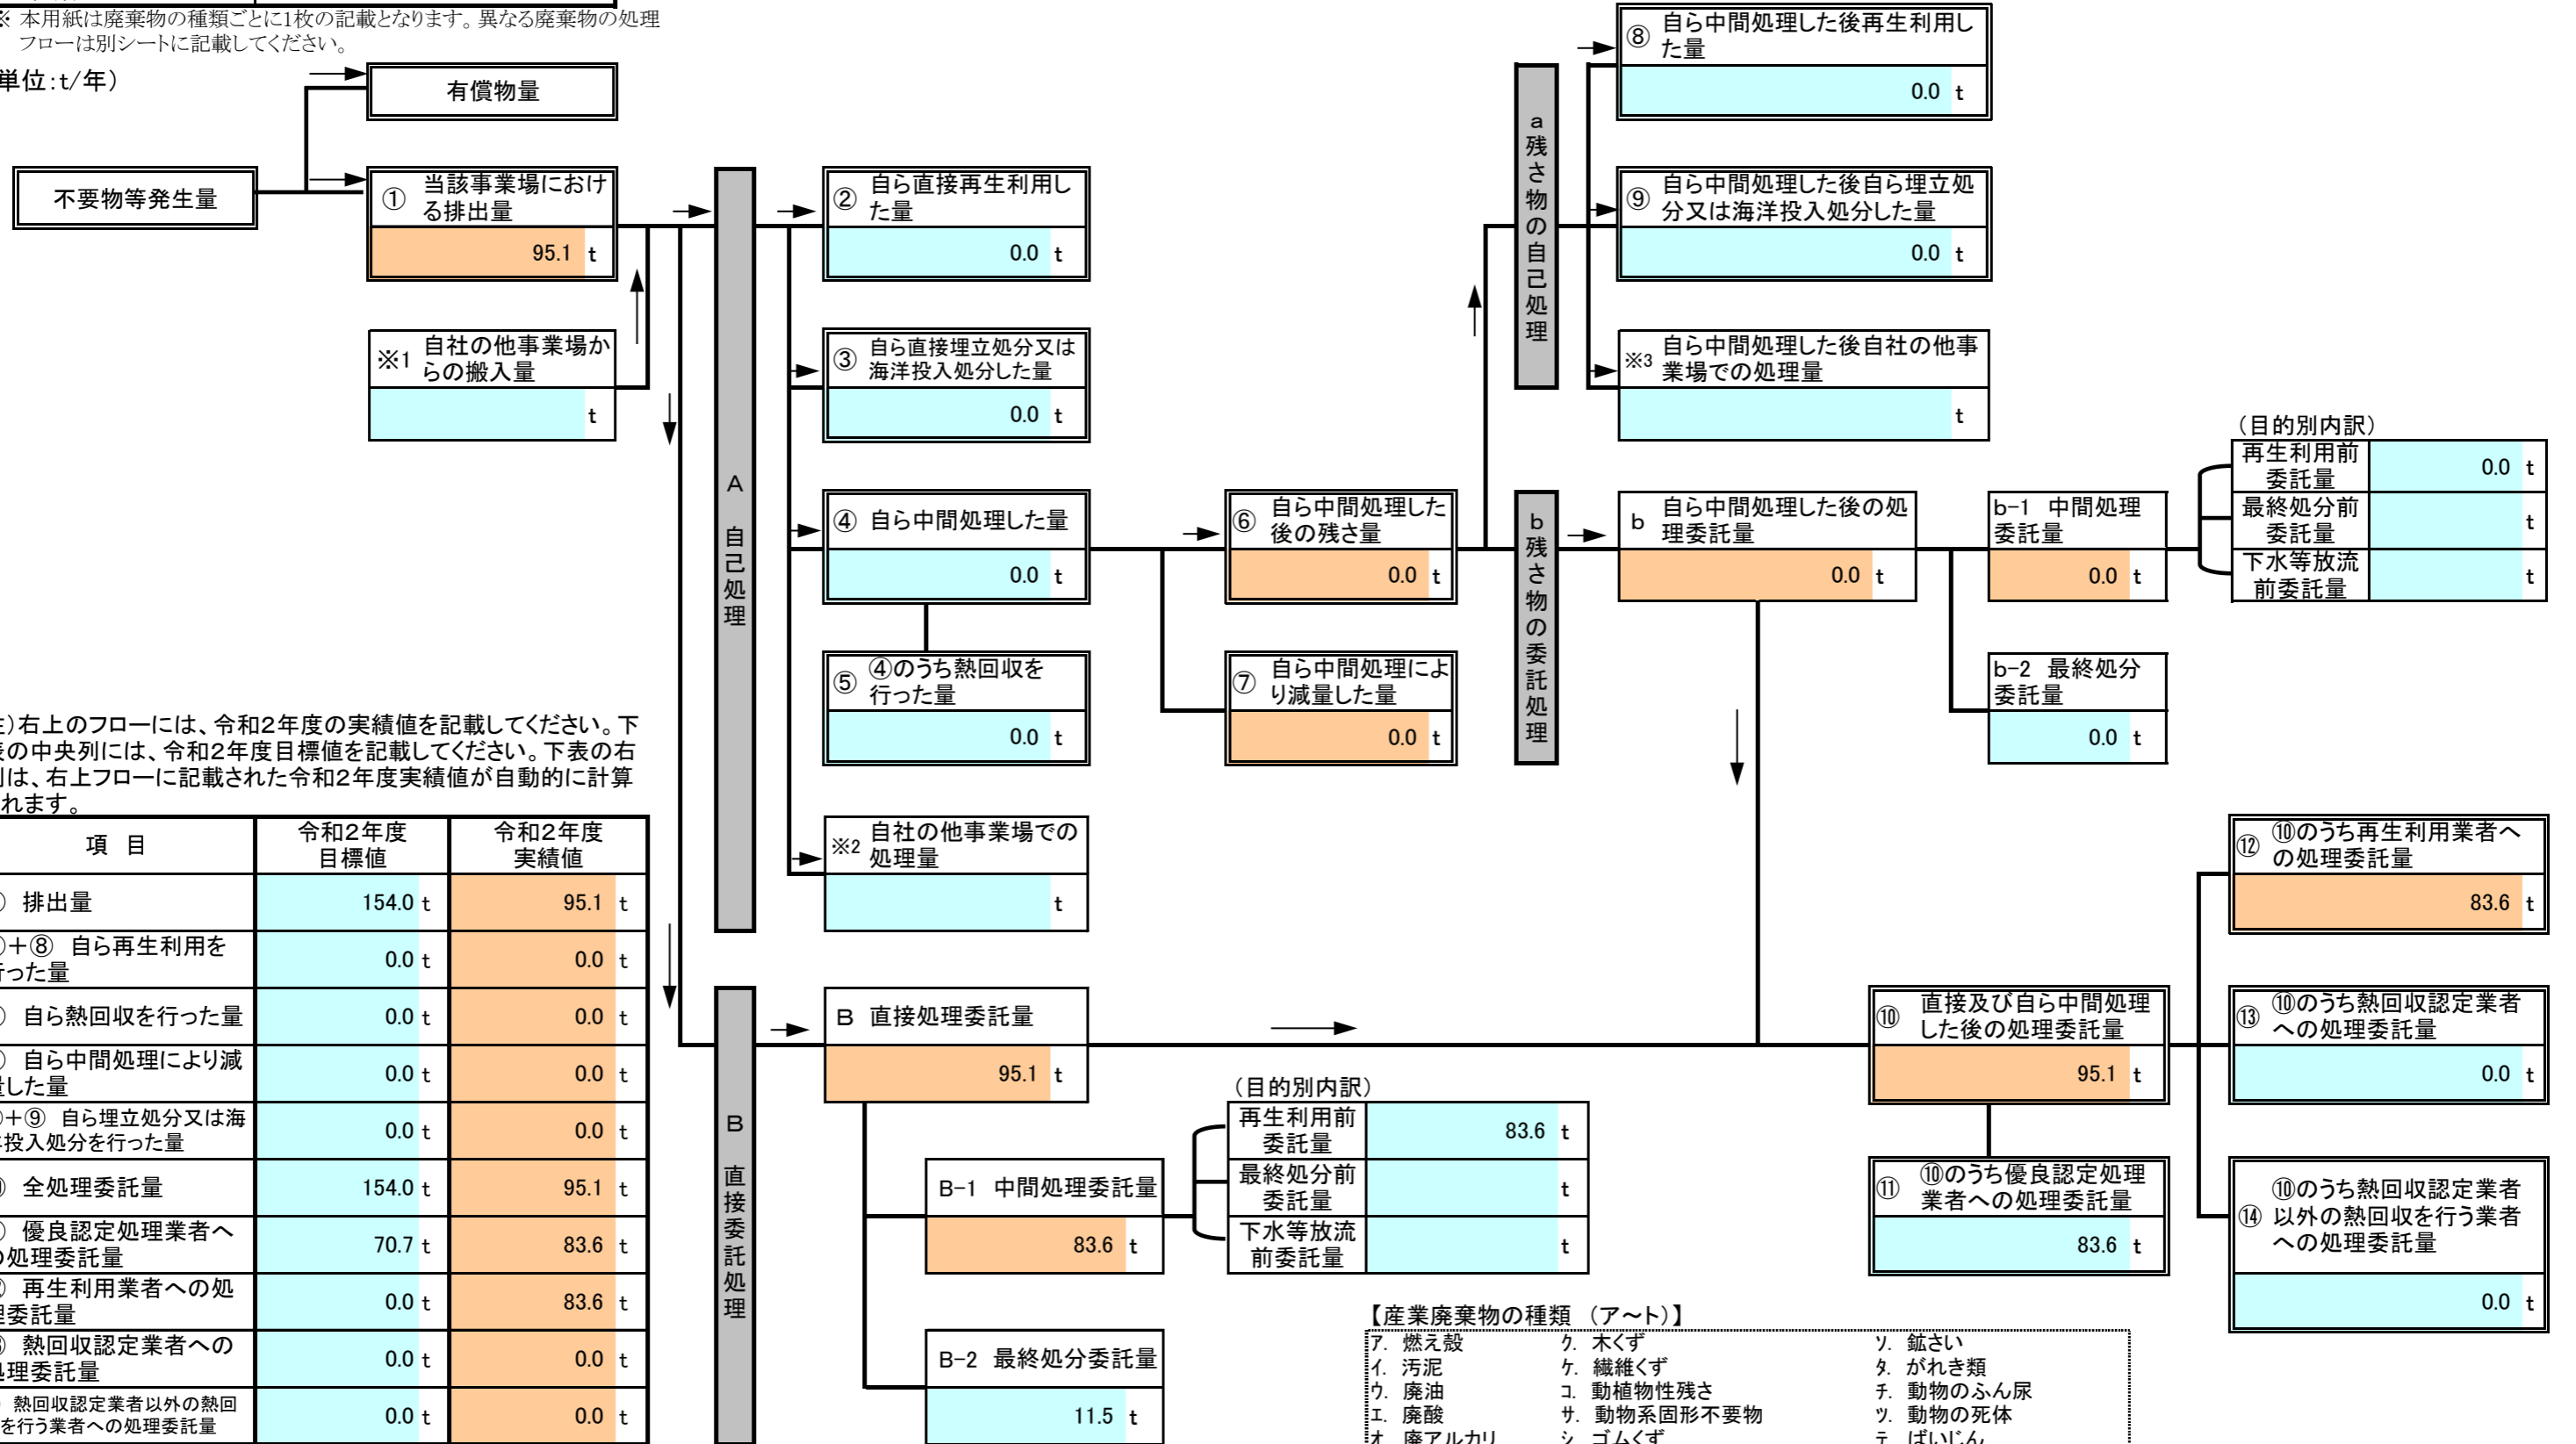 ※ 本用紙は廃棄物の種類ごとに1枚の記載となります。異なる廃棄物の処理
フローは別シートに記載してください。
単位:t/年)
有償物量
不要物等発生量
① 当該事業場におけ
る排出量
95.1 t
※1 自社の他事業場か
らの搬入量
t
A 自己処理
② 自ら直接再生利用し
た量
0.0 t
③ 自ら直接埋立処分又は
海洋投入処分した量
0.0 t
④ 自ら中間処理した量
0.0 t
⑤ ④のうち熱回収を
行った量
0.0 t
※2 自社の他事業場での
処理量
t
⑥ 自ら中間処理した
後の残さ量
0.0 t
⑦ 自ら中間処理によ
り減量した量
0.0 t
a残さ物の自己処理
⑧ 自ら中間処理した後再生利用し
た量
0.0 t
⑨ 自ら中間処理した後自ら埋立処
分又は海洋投入処分した量
0.0 t
※3 自ら中間処理した後自社の他事
業場での処理量
t
b残さ物の委託処理
b 自ら中間処理した後の処
理委託量
0.0 t
b-1 中間処理
委託量
0.0 t
b-2 最終処分
委託量
0.0 t
(目的別内訳)
再生利用前
委託量
0.0 t
最終処分前
委託量
t
下水等放流
前委託量
t
)右上のフローには、令和2年度の実績値を記載してください。下
の中央列には、令和2年度目標値を記載してください。下表の右
は、右上フローに記載された令和2年度実績値が自動的に計算
れます。
項 目 令和2年度 目標値 令和2年度 実績値
排出量 154.0 t 95.1 t
+⑧ 自ら再生利用を
った量 0.0 t 0.0 t
自ら熱回収を行った量 0.0 t 0.0 t
自ら中間処理により減
した量 0.0 t 0.0 t
+⑨ 自ら埋立処分又は海
投入処分を行った量 0.0 t 0.0 t
全処理委託量 154.0 t 95.1 t
優良認定処理業者へ
処理委託量 70.7 t 83.6 t
再生利用業者への処
委託量 0.0 t 83.6 t
熱回収認定業者への
理委託量 0.0 t 0.0 t
熱回収認定業者以外の熱回
を行う業者への処理委託量 0.0 t 0.0 t
B 直接委託処理
B 直接処理委託量
95.1 t
B-1 中間処理委託量
83.6 t
B-2 最終処分委託量
11.5 t
(目的別内訳)
再生利用前
委託量
83.6 t
最終処分前
委託量
t
下水等放流
前委託量
t
⑩ 直接及び自ら中間処理
した後の処理委託量
95.1 t
⑪ ⑩のうち優良認定処理
業者への処理委託量
83.6 t
⑫ ⑩のうち再生利用業者へ
の処理委託量
83.6 t
⑬ ⑩のうち熱回収認定業者
への処理委託量
0.0 t
⑭ ⑩のうち熱回収認定業者
以外の熱回収を行う業者
への処理委託量
0.0 t
【産業廃棄物の種類 (ア~ト)】
ア. 燃え殻 ク. 木くず ソ. 鉱さい
イ. 汚泥 ケ. 繊維くず タ. がれき類
ウ. 廃油 コ. 動植物性残さ チ. 動物のふん尿
エ. 廃酸 サ. 動物系固形不要物 ツ. 動物の死体
オ. 廃アルカリ シ. ゴムくず テ. ばいじん